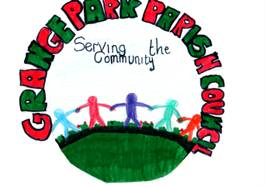 GRANGE PARK PARISH COUNCIL
Serving the
Community